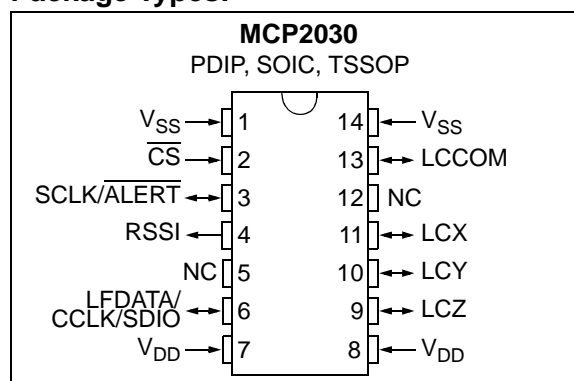 Package Types:
MCP2030
PDIP, SOIC, TSSOP
VSS 1 14 VSS
CS 2 13 LCCOM
SCLK/ALERT 3 12 NC
RSSI 4 11 LCX
NC 5 10 LCY
LFDATA/
CCLK/SDIO 6 9 LCZ
VDD 7 8 VDD